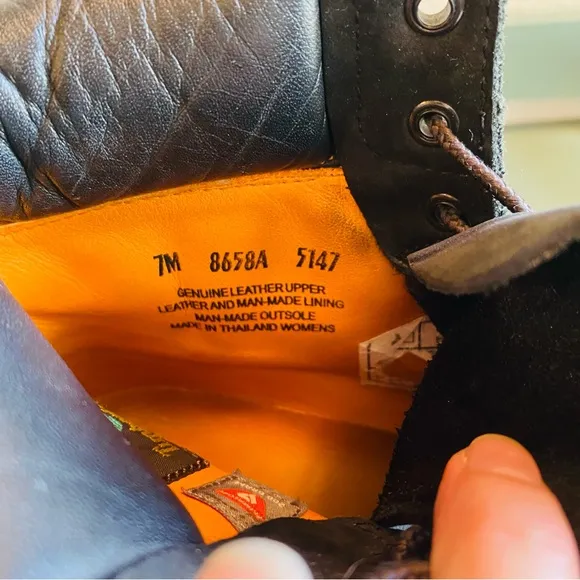 7M 8658A 5147
GENUINE LEATHER UPPER
LEATHER AND MAN-MADE LINING
MAN-MADE OUTSOLE
MADE IN THAILAND WOMENS